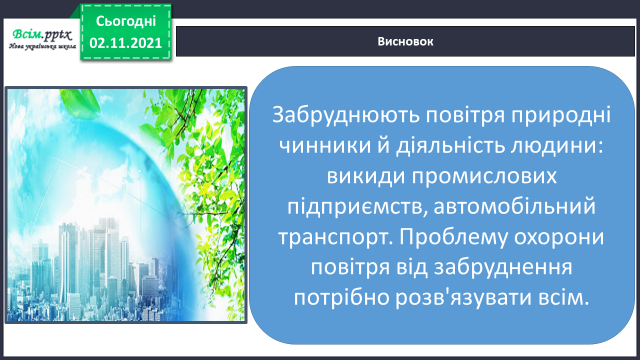 Всім.pptx
Нова українська школа
Сьогодні
02.11.2021
Висновок
Забруднюють повітря природні
чинники й діяльність людини:
викиди промислових
підприємств, автомобільний
транспорт. Проблему охорони
повітря від забруднення
потрібно розв'язувати всім.